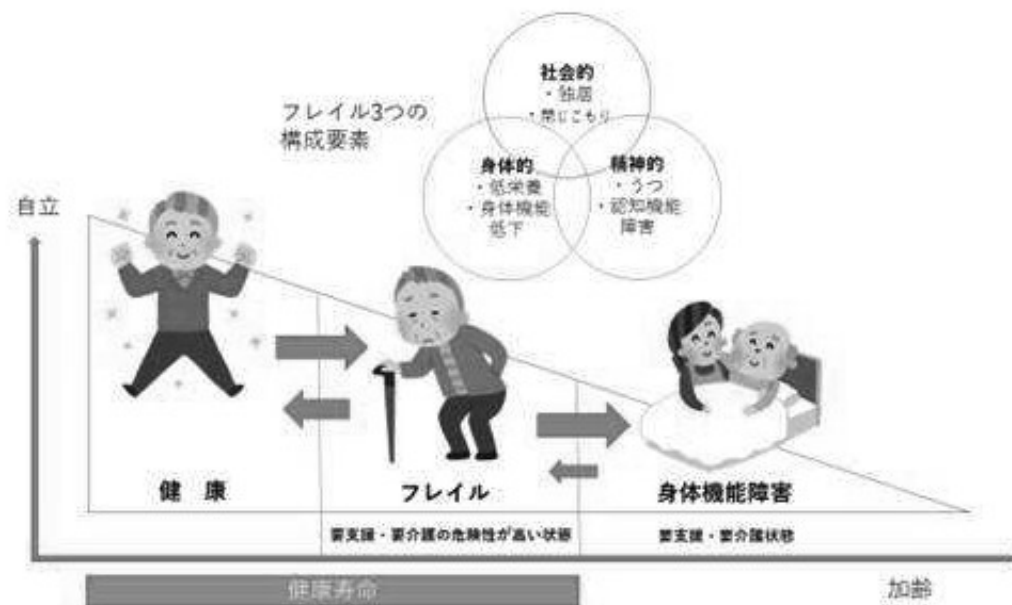 フレイル3つの
構成要素
社会的
・独居
・閉じこもり
身体的
・低栄養
・身体機能
低下
精神的
・うつ
・認知機能
障害
自立
健 康
フレイル
身体機能障害
要支援・要介護の危険性が高い状態
要支援・要介護状態
健康寿命
加齢